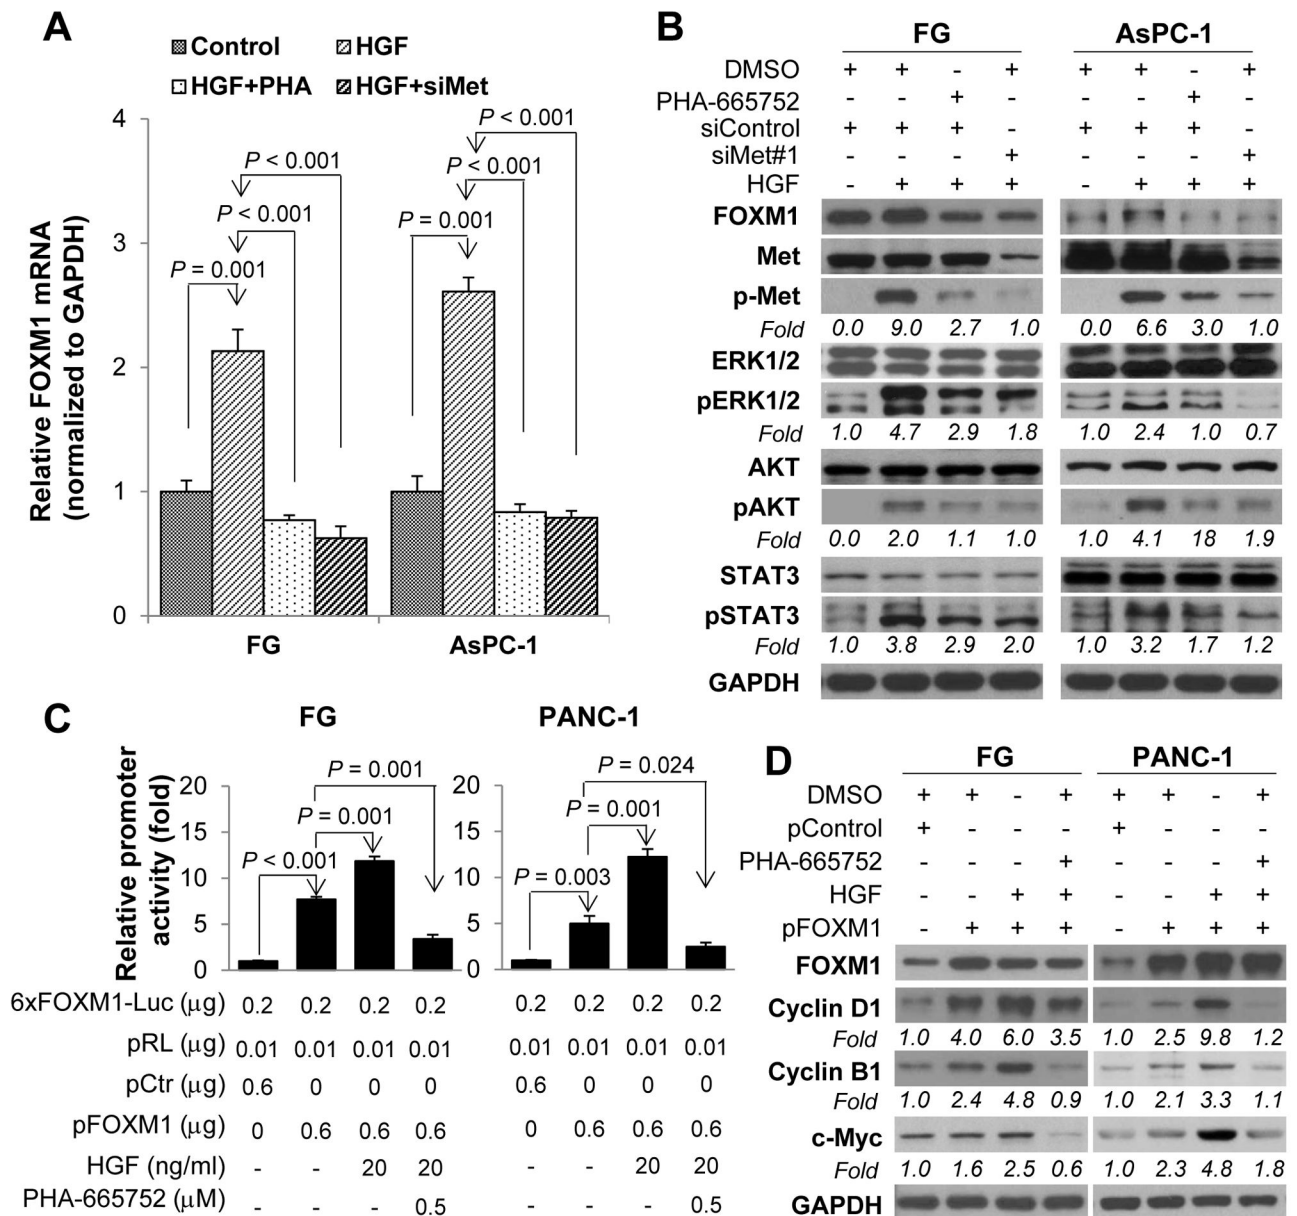 A
Control HGF
HGF+PHA HGF+siMet
Relative FOXM1 mRNA
(normalized to GAPDH)
4
3
2
1
0
P < 0.001
P < 0.001
P < 0.001
P < 0.001
P = 0.001
P = 0.001
FG AsPC-1
B
FG AsPC-1
DMSO + + - + + + - +
PHA-665752 - - + - - - + -
siControl + + + - + + + -
siMet#1 - - - + - - - +
HGF - + + + - + + +
FOXM1
Met
p-Met
Fold 0.0 9.0 2.7 1.0 0.0 6.6 3.0 1.0
ERK1/2
pERK1/2
Fold 1.0 4.7 2.9 1.8 1.0 2.4 1.0 0.7
AKT
pAKT
Fold 0.0 2.0 1.1 1.0 1.0 4.1 18 1.9
STAT3
pSTAT3
Fold 1.0 3.8 2.9 2.0 1.0 3.2 1.7 1.2
GAPDH
C
FG PANC-1
Relative promoter
activity (fold)
20
15
10
5
0
P = 0.001
P = 0.001
P < 0.001
20
15
10
5
0
P = 0.024
P = 0.001
P = 0.003
6xFOXM1-Luc (μg) 0.2 0.2 0.2 0.2 0.2 0.2 0.2 0.2
pRL (μg) 0.01 0.01 0.01 0.01 0.01 0.01 0.01 0.01
pCtr (μg) 0.6 0 0 0 0.6 0 0 0
pFOXM1 (μg) 0 0.6 0.6 0.6 0 0.6 0.6 0.6
HGF (ng/ml) - - 20 20 - - 20 20
PHA-665752 (μM) - - - 0.5 - - - 0.5
D
FG PANC-1
DMSO + + - + + + - +
pControl + - - - + - - -
PHA-665752 - - - + - - - +
HGF - - + + - - + +
pFOXM1 - + + + - + + +
FOXM1
Cyclin D1
Fold 1.0 4.0 6.0 3.5 1.0 2.5 9.8 1.2
Cyclin B1
Fold 1.0 2.4 4.8 0.9 1.0 2.1 3.3 1.1
c-Myc
Fold 1.0 1.6 2.5 0.6 1.0 2.3 4.8 1.8
GAPDH